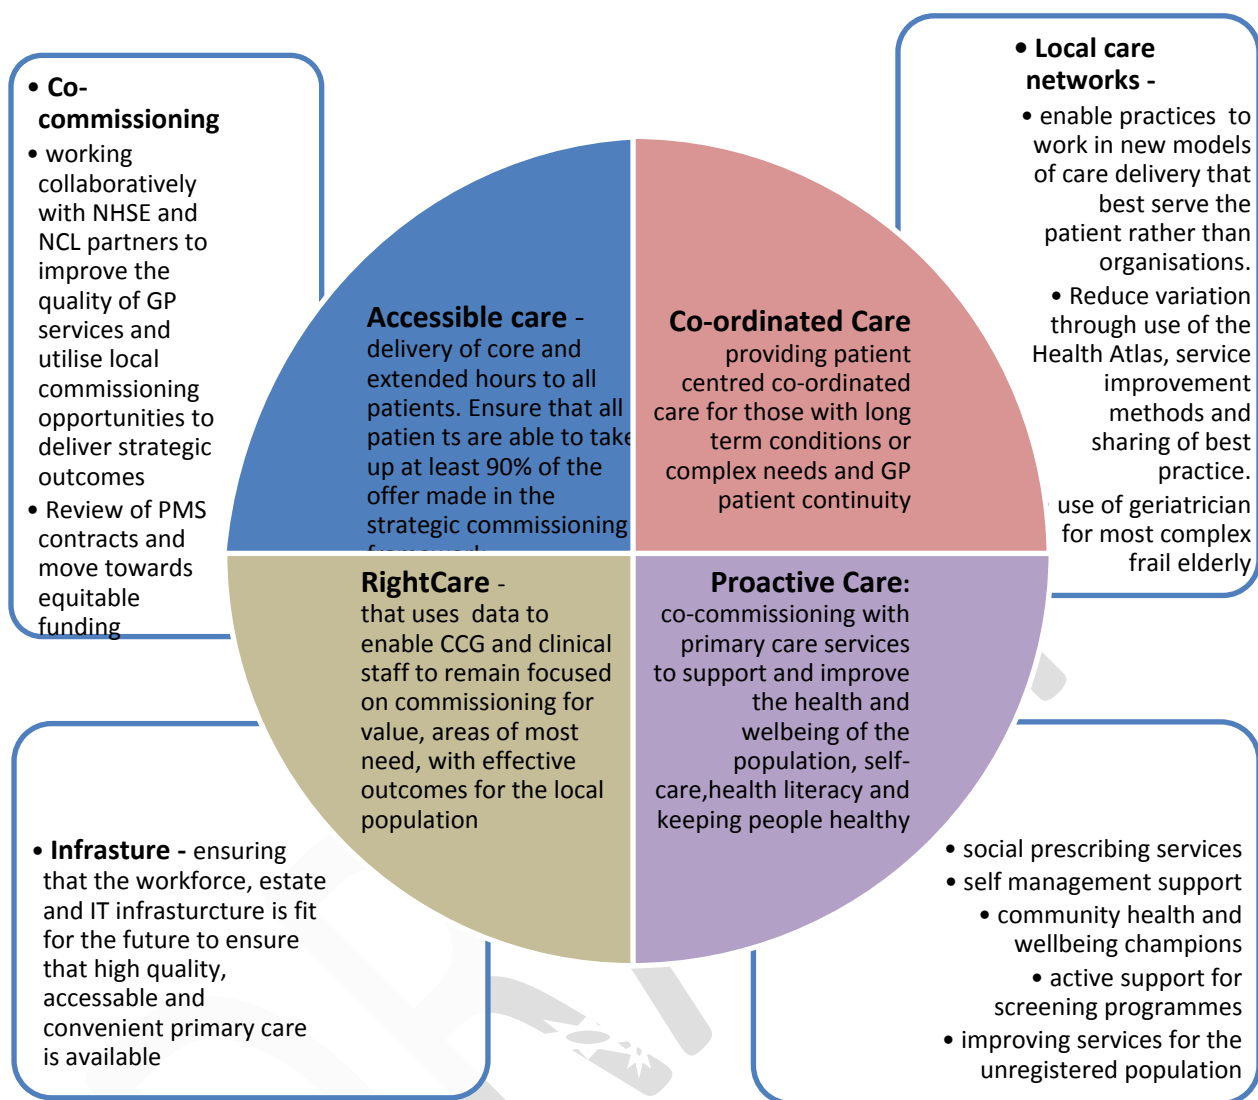 • Co-
commissioning
• working
collaboratively
with NHSE and
NCL partners to
improve the
quality of GP
services and
utilise local
commissioning
opportunities to
deliver strategic
outcomes
• Review of PMS
contracts and
move towards
equitable
funding
• Local care
networks -
• enable practices to
work in new models
of care delivery that
best serve the
patient rather than
organisations.
• Reduce variation
through use of the
Health Atlas, service
improvement
methods and
sharing of best
practice.
use of geriatrician
for most complex
frail elderly
Accessible care -
delivery of core and
extended hours to all
patients. Ensure that all
patien ts are able to take
up at least 90% of the
offer made in the
strategic commissioning
Co-ordinated Care
providing patient
centred co-ordinated
care for those with long
term conditions or
complex needs and GP
patient continuity
RightCare -
that uses data to
enable CCG and clinical
staff to remain focused
on commissioning for
value, areas of most
need, with effective
outcomes for the local
population
Proactive Care:
co-commissioning with
primary care services
to support and improve
the health and
welbeing of the
population, self-
care,health literacy and
keeping people healthy
• Infrasture - ensuring
that the workforce, estate
and IT infrasturcture is fit
for the future to ensure
that high quality,
accessable and
convenient primary care
is available
• social prescribing services
• self management support
• community health and
wellbeing champions
• active support for
screening programmes
• improving services for the
unregistered population